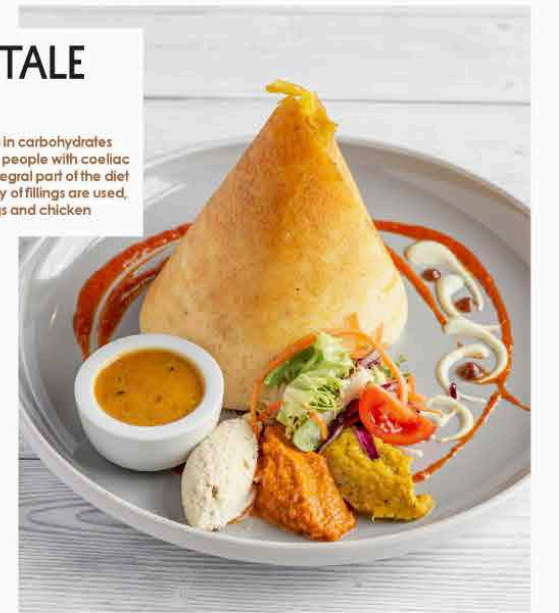 TALE
in carbohydrates
people with coeliac
egral part of the diet
y of fillings are used,
s and chicken